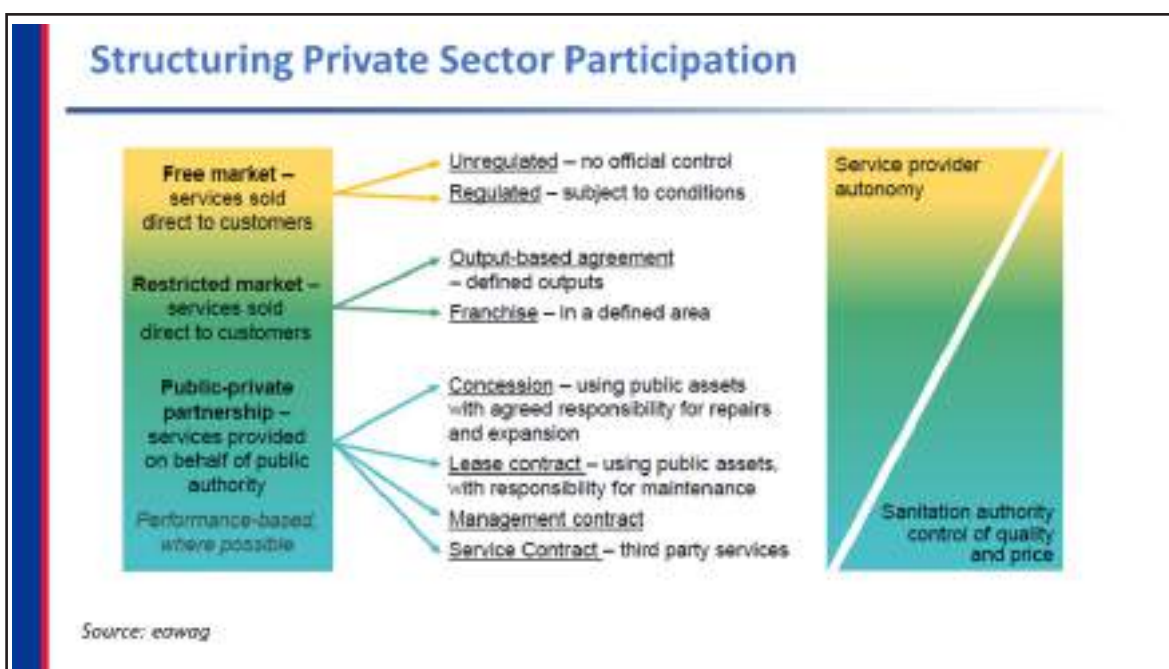 Structuring Private Sector Participation
Free market –
services sold
direct to customers
Unregulated – no official control
Regulated – subject to conditions
Restricted market –
services sold
direct to customers
Output-based agreement
– defined outputs
Franchise – in a defined area
Public-private
partnership –
services provided
on behalf of public
authority
Performance-based
where possible
Concession – using public assets
with agreed responsibility for repairs
and expansion
Lease contract – using public assets,
with responsibility for maintenance
Management contract
Service Contract – third party services
Service provider
autonomy
Sanitation authority
control of quality
and price
Source: eawag